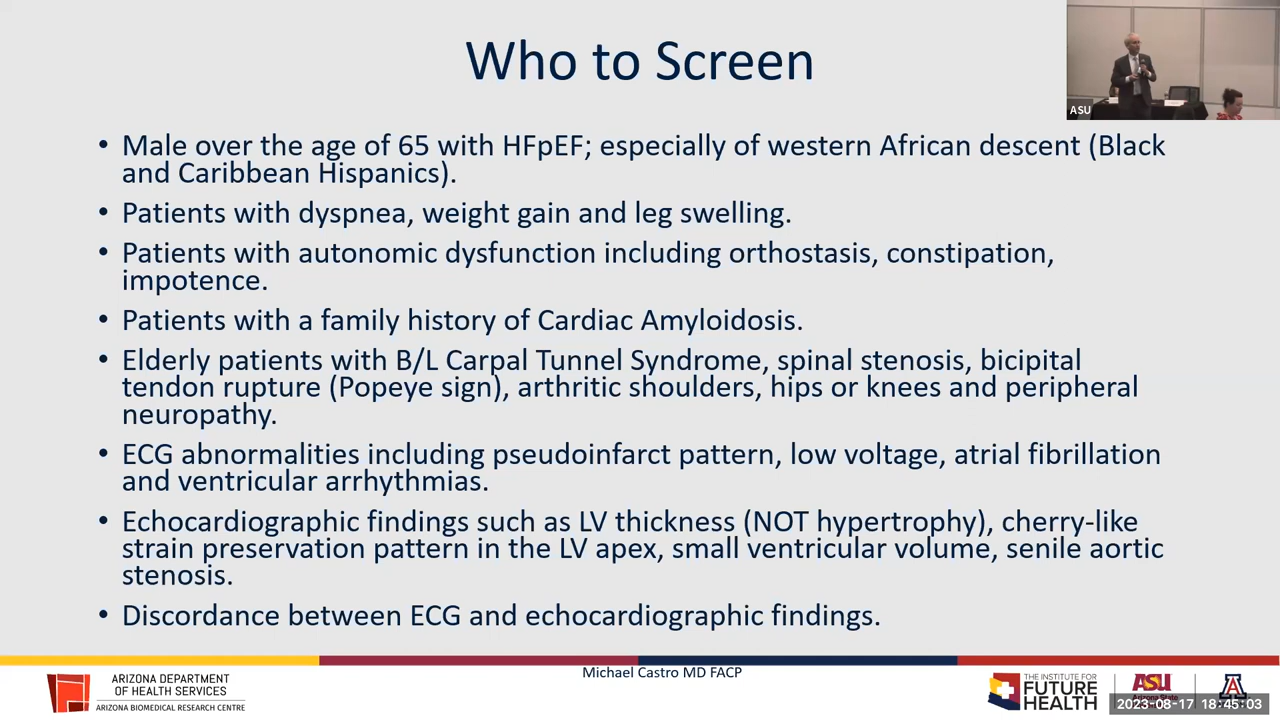 Who to Screen
ASU
• Male over the age of 65 with HFpEF; especially of western African descent (Black
and Caribbean Hispanics).
• Patients with dyspnea, weight gain and leg swelling.
• Patients with autonomic dysfunction including orthostasis, constipation,
impotence.
• Patients with a family history of Cardiac Amyloidosis.
• Elderly patients with B/L Carpal Tunnel Syndrome, spinal stenosis, bicipital
tendon rupture (Popeye sign), arthritic shoulders, hips or knees and peripheral
neuropathy.
• ECG abnormalities including pseudoinfarct pattern, low voltage, atrial fibrillation
and ventricular arrhythmias.
• Echocardiographic findings such as LV thickness (NOT hypertrophy), cherry-like
strain preservation pattern in the LV apex, small ventricular volume, senile aortic
stenosis.
• Discordance between ECG and echocardiographic findings.
Michael Castro MD FACP
ARIZONA DEPARTMENT
OF HEALTH SERVICES
ARIZONA BIOMEDICAL RESEARCH CENTRE
THE INSTITUTE FOR
FUTURE
HEALTH
ASU
A
2023-08-17 18:45:03